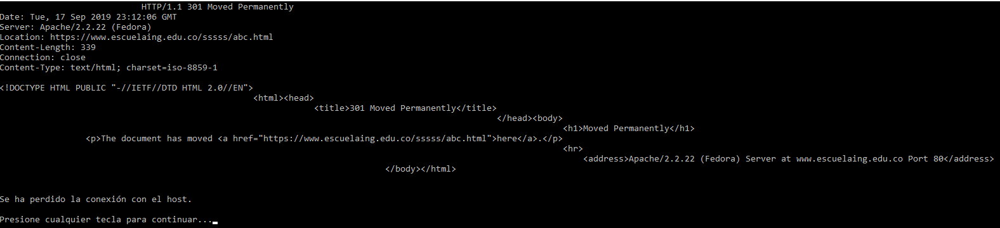 HTTP/1.1 301 Moved Permanently
Date: Tue, 17 Sep 2019 23:12:06 GMT
Server: Apache/2.2.22 (Fedora)
Location: https://www.escuelaing.edu.co/sssss/abc.html
Content-Length: 339
Connection: close
Content-Type: text/html; charset=iso-8859-1
<!DOCTYPE HTML PUBLIC "-//IETF//DTD HTML 2.0//EN">
<html><head>
<title>301 Moved Permanently</title>
</head><body>
<h1>Moved Permanently</h1>
<p>The document has moved <a href="https://www.escuelaing.edu.co/sssss/abc.html">here</a>.</p>
<hr>
<address>Apache/2.2.22 (Fedora) Server at www.escuelaing.edu.co Port 80</address>
</body></html>
Se ha perdido la conexión con el host.
Presione cualquier tecla para continuar...